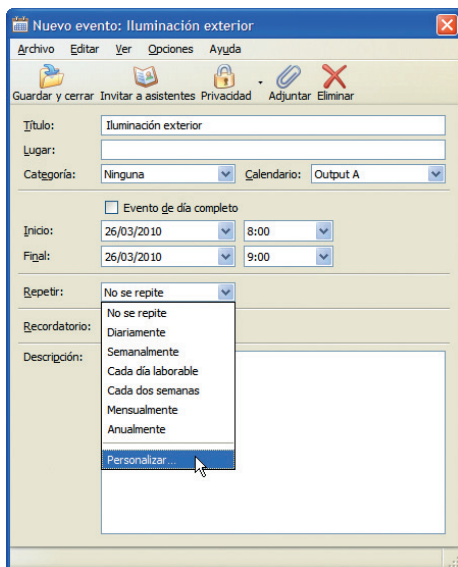 Nuevo evento: Iluminación exterior
Archivo Editar Ver Opciones Ayuda
Guardar y cerrar Invitar a asistentes Privacidad Adjuntar Eliminar
Título: Iluminación exterior
Lugar:
Categoría: Ninguna Calendario: Output A
Evento de día completo
Inicio: 26/03/2010 8:00
Final: 26/03/2010 9:00
Repetir: No se repite
No se repite
Recordatorio: Diariamente
Semanalmente
Descripción: Cada día laborable
Cada dos semanas
Mensualmente
Anualmente
Personalizar...